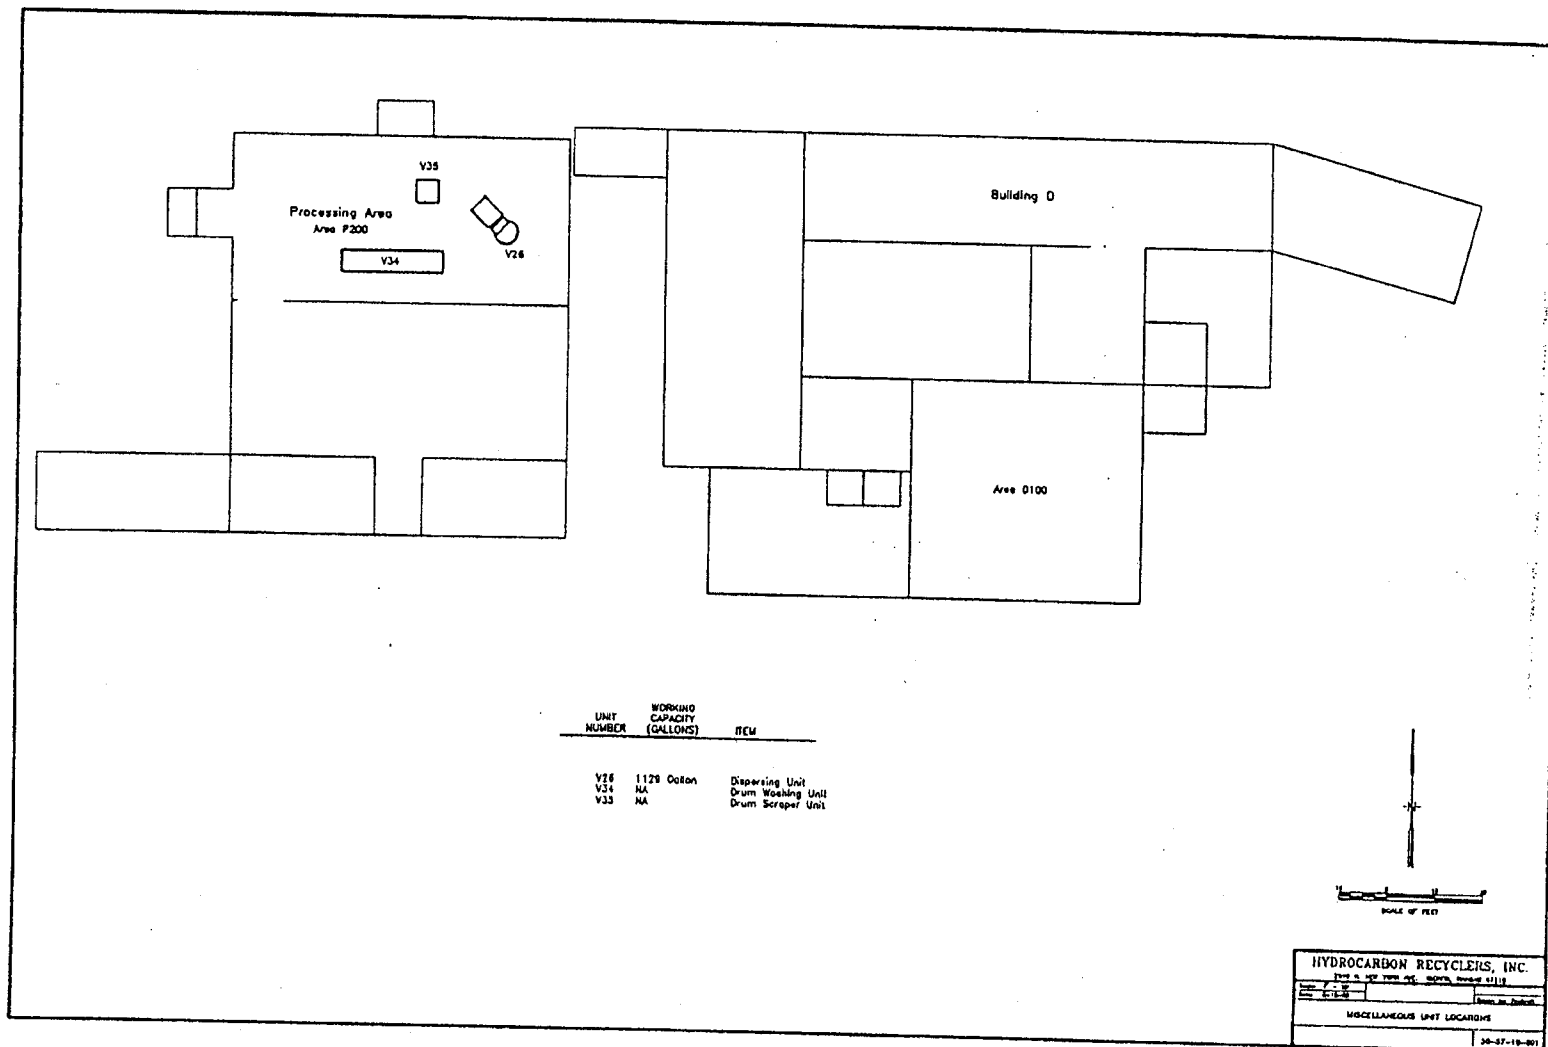 V35
Building D
Processing Area
Area P200
V26
V34
Area D100
UNIT NUMBER WORKING CAPACITY (GALLONS) ITEM
V26 1129 Gallon Dispersing Unit
V34 NA Drum Washing Unit
V35 NA Drum Scraper Unit
N
SCALE OF FEET
HYDROCARBON RECYCLERS, INC.
MISCELLANEOUS UNIT LOCATIONS